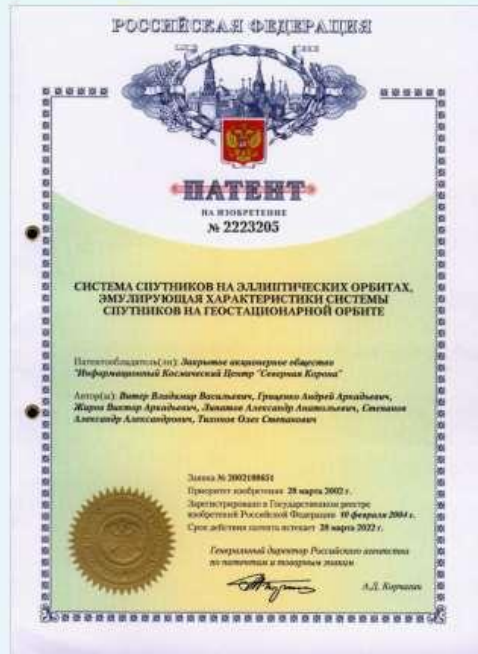 РОССИЙСКАЯ ФЕДЕРАЦИЯ
ПАТЕНТ
НА ИЗОБРЕТЕНИЕ
№ 2223205
СИСТЕМА СПУТНИКОВ НА ЭЛЛИПТИЧЕСКИХ ОРБИТАХ,
ЭМУЛИРУЮЩАЯ ХАРАКТЕРИСТИКИ СИСТЕМЫ
СПУТНИКОВ НА ГЕОСТАЦИОНАРНОЙ ОРБИТЕ
Патентообладатель(ли): Закрытое акционерное общество
"Информационный Космический Центр "Северная Корона"
Автор(ы): Витер Владимир Васильевич, Гриценко Андрей Аркадьевич,
Жиров Виктор Аркадьевич, Липатов Александр Анатольевич, Степанов
Александр Александрович, Тихонов Олег Степанович
Заявка № 2002108651
Приоритет изобретения 28 марта 2002 г.
Зарегистрировано в Государственном реестре
изобретений Российской Федерации 10 февраля 2004 г.
Срок действия патента истекает 28 марта 2022 г.
Генеральный директор Российского агентства
по патентам и товарным знакам
А.Д. Корчагин